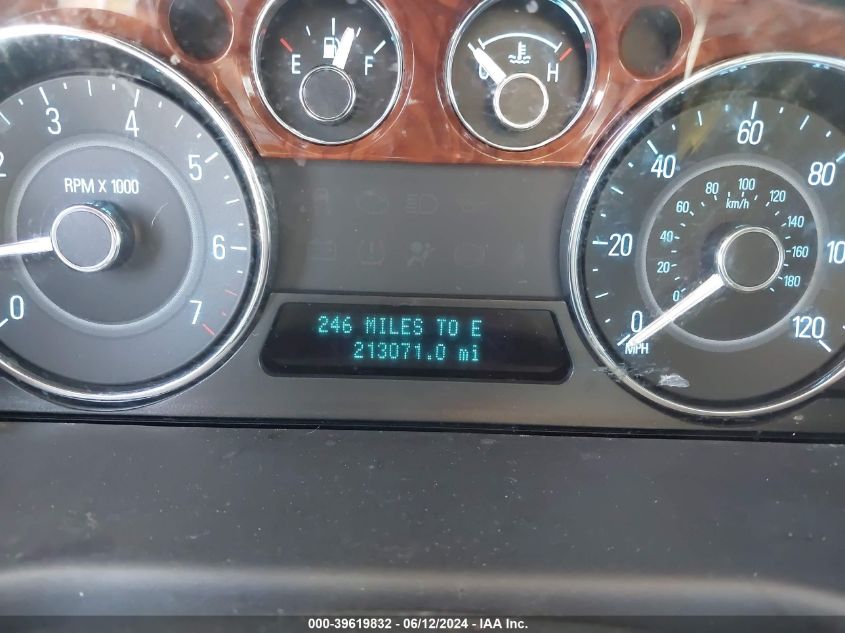 E F
C H
2 3 4 5 6 7 0
RPM X 1000
0 20 40 60 80 100 120
MPH
0 20 40 60 80 100 120 140 160 180
km/h
246 MILES TO E
213071.0 mi
000-39619832 - 06/12/2024 - IAA Inc.